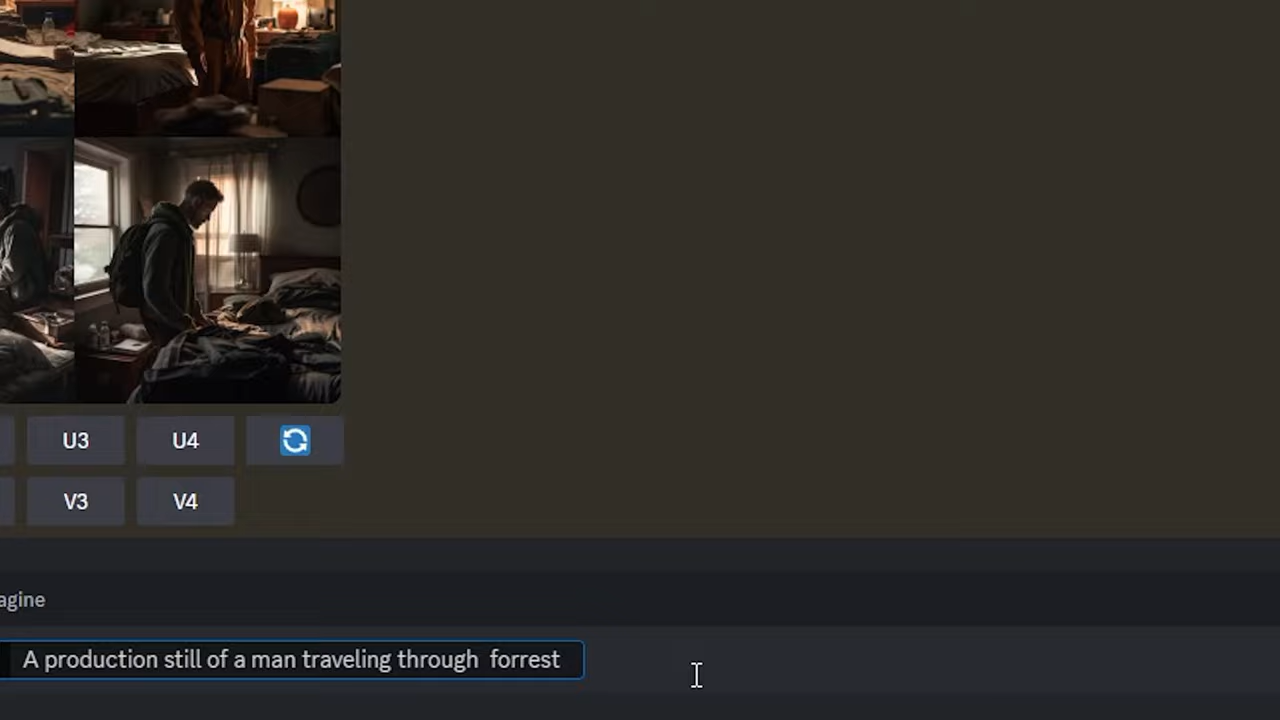 U3 U4
V3 V4
agine
A production still of a man traveling through  forrest